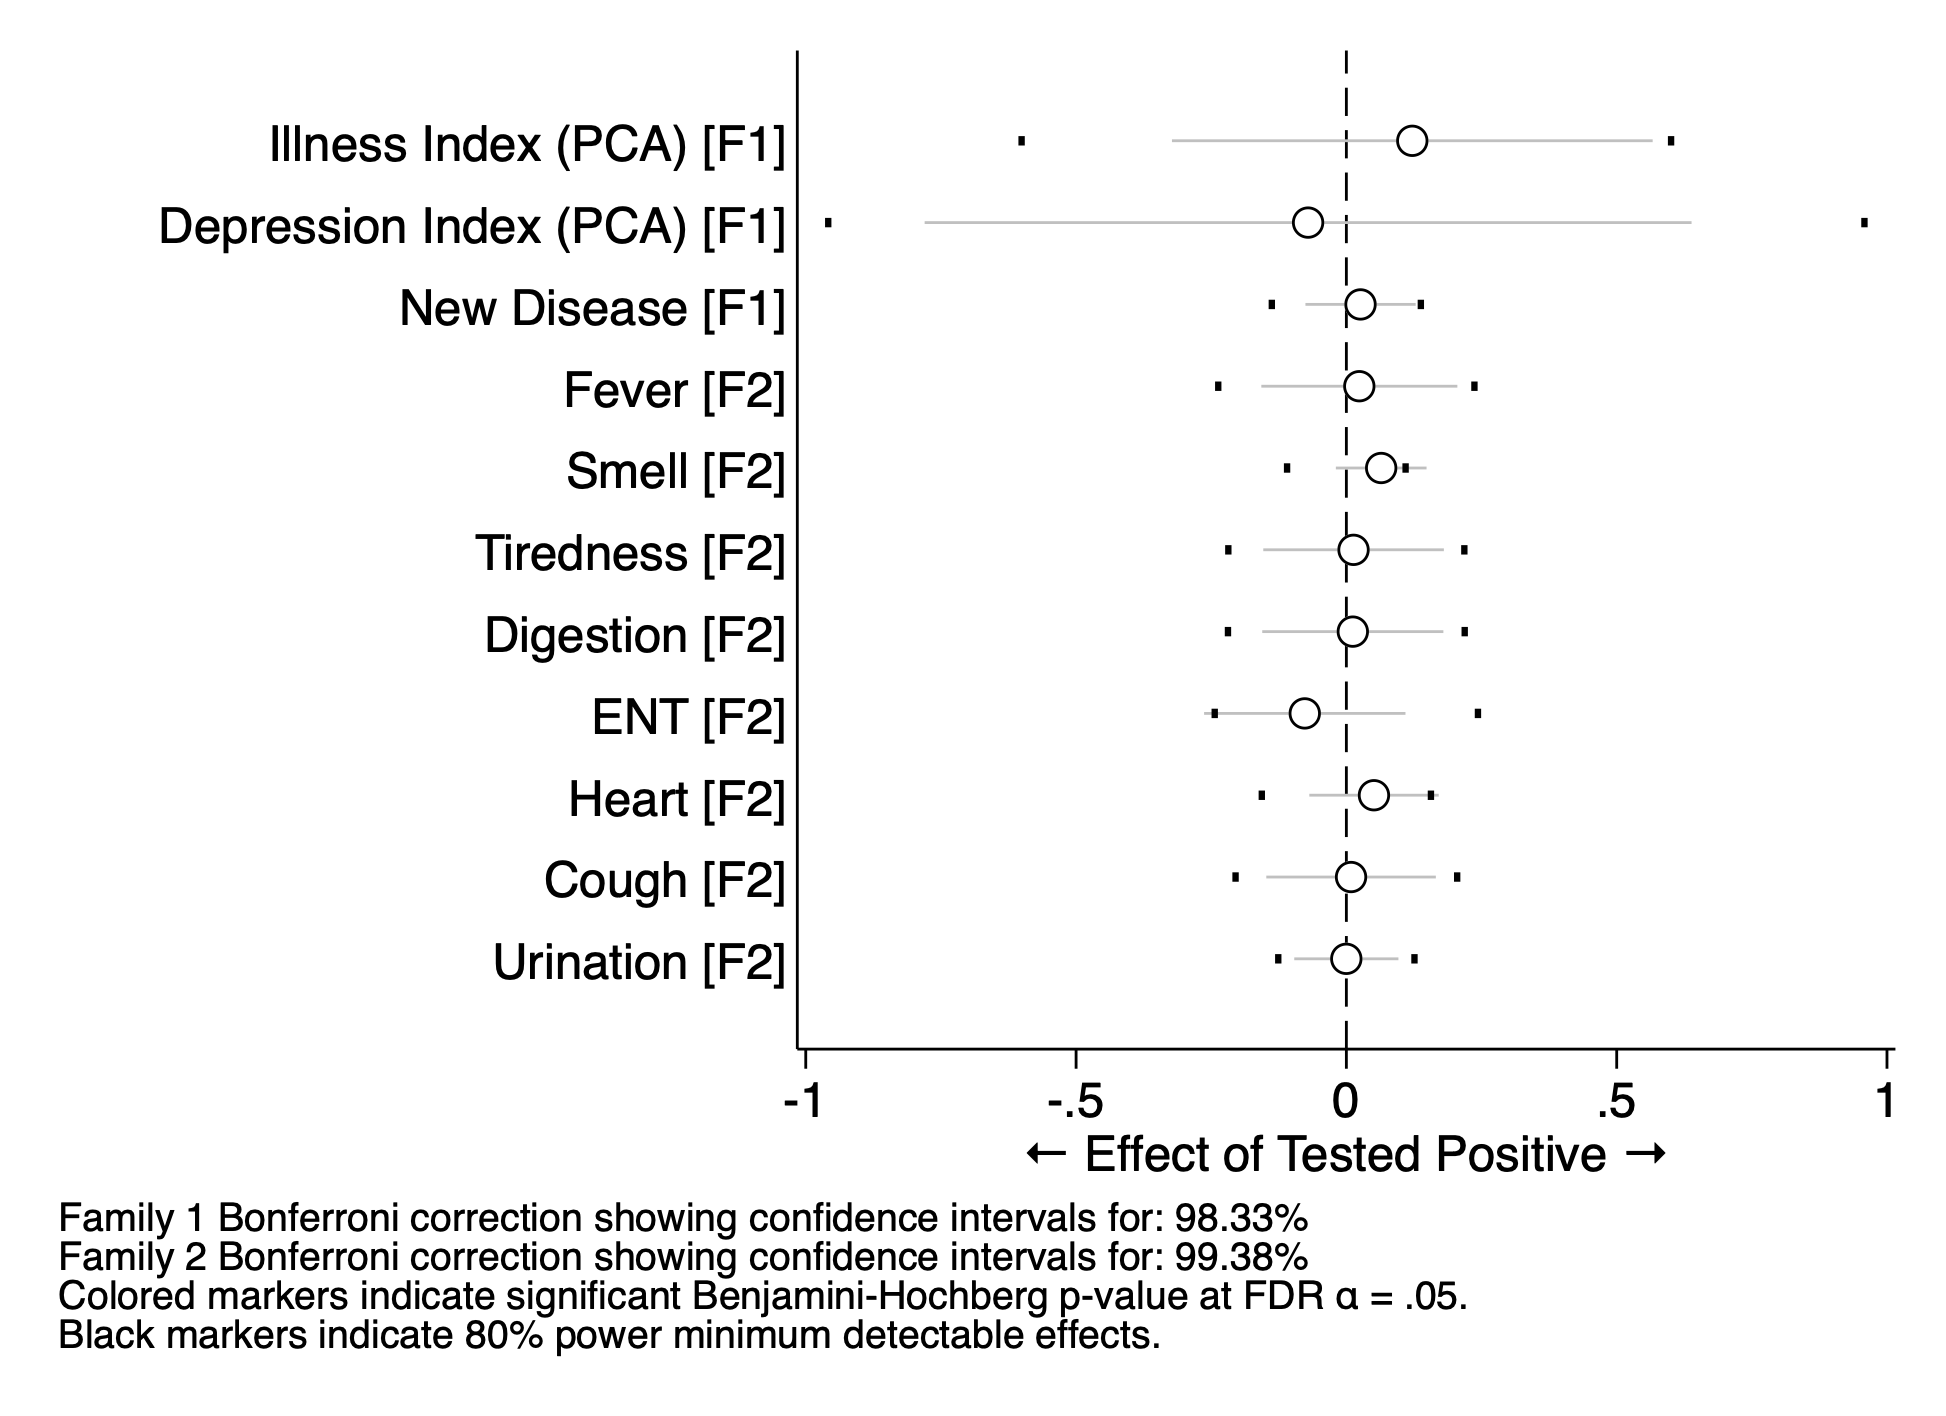 Illness Index (PCA) [F1]
Depression Index (PCA) [F1]
New Disease [F1]
Fever [F2]
Smell [F2]
Tiredness [F2]
Digestion [F2]
ENT [F2]
Heart [F2]
Cough [F2]
Urination [F2]
-1 -.5 0 .5 1
← Effect of Tested Positive →
Family 1 Bonferroni correction showing confidence intervals for: 98.33%
Family 2 Bonferroni correction showing confidence intervals for: 99.38%
Colored markers indicate significant Benjamini-Hochberg p-value at FDR α = .05.
Black markers indicate 80% power minimum detectable effects.